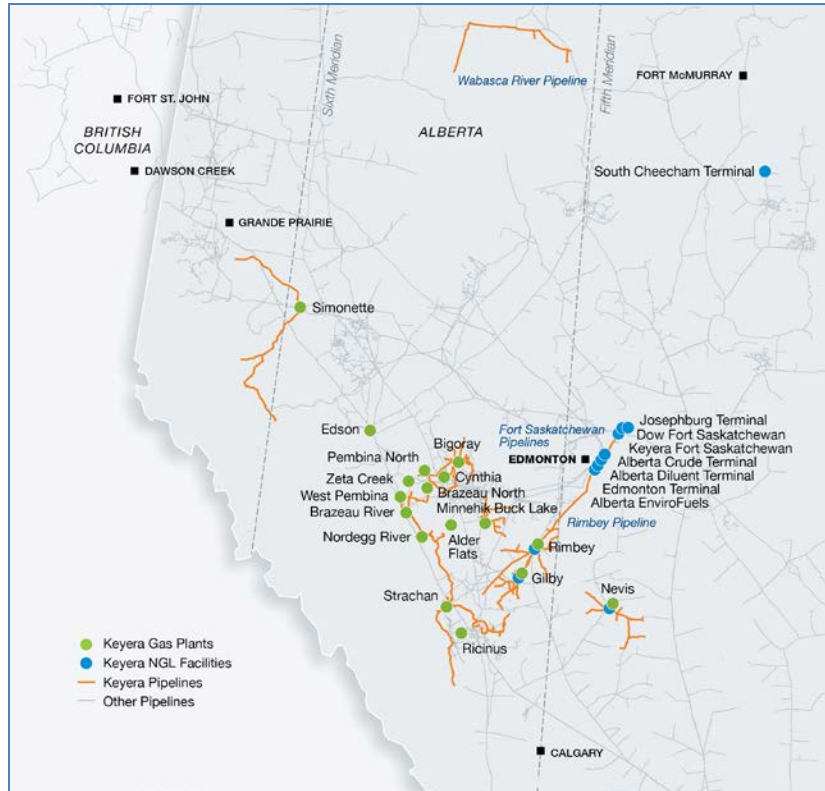 Wabasca River Pipeline
Sixth Meridian
Fifth Meridian
FORT McMURRAY
FORT ST. JOHN
BRITISH
COLUMBIA
ALBERTA
DAWSON CREEK
South Cheecham Terminal
GRANDE PRAIRIE
Simonette
Edson
Bigoray
Pembina North
Zeta Creek
Cynthia
West Pembina
Brazeau North
Brazeau River
Minnehik Buck Lake
Nordegg River
Alder
Flats
Fort Saskatchewan
Pipelines
EDMONTON
Josephburg Terminal
Dow Fort Saskatchewan
Keyera Fort Saskatchewan
Alberta Crude Terminal
Alberta Diluent Terminal
Edmonton Terminal
Alberta EnviroFuels
Rimbey Pipeline
Rimbey
Gilby
Nevis
Strachan
Ricinus
Keyera Gas Plants
Keyera NGL Facilities
Keyera Pipelines
Other Pipelines
CALGARY